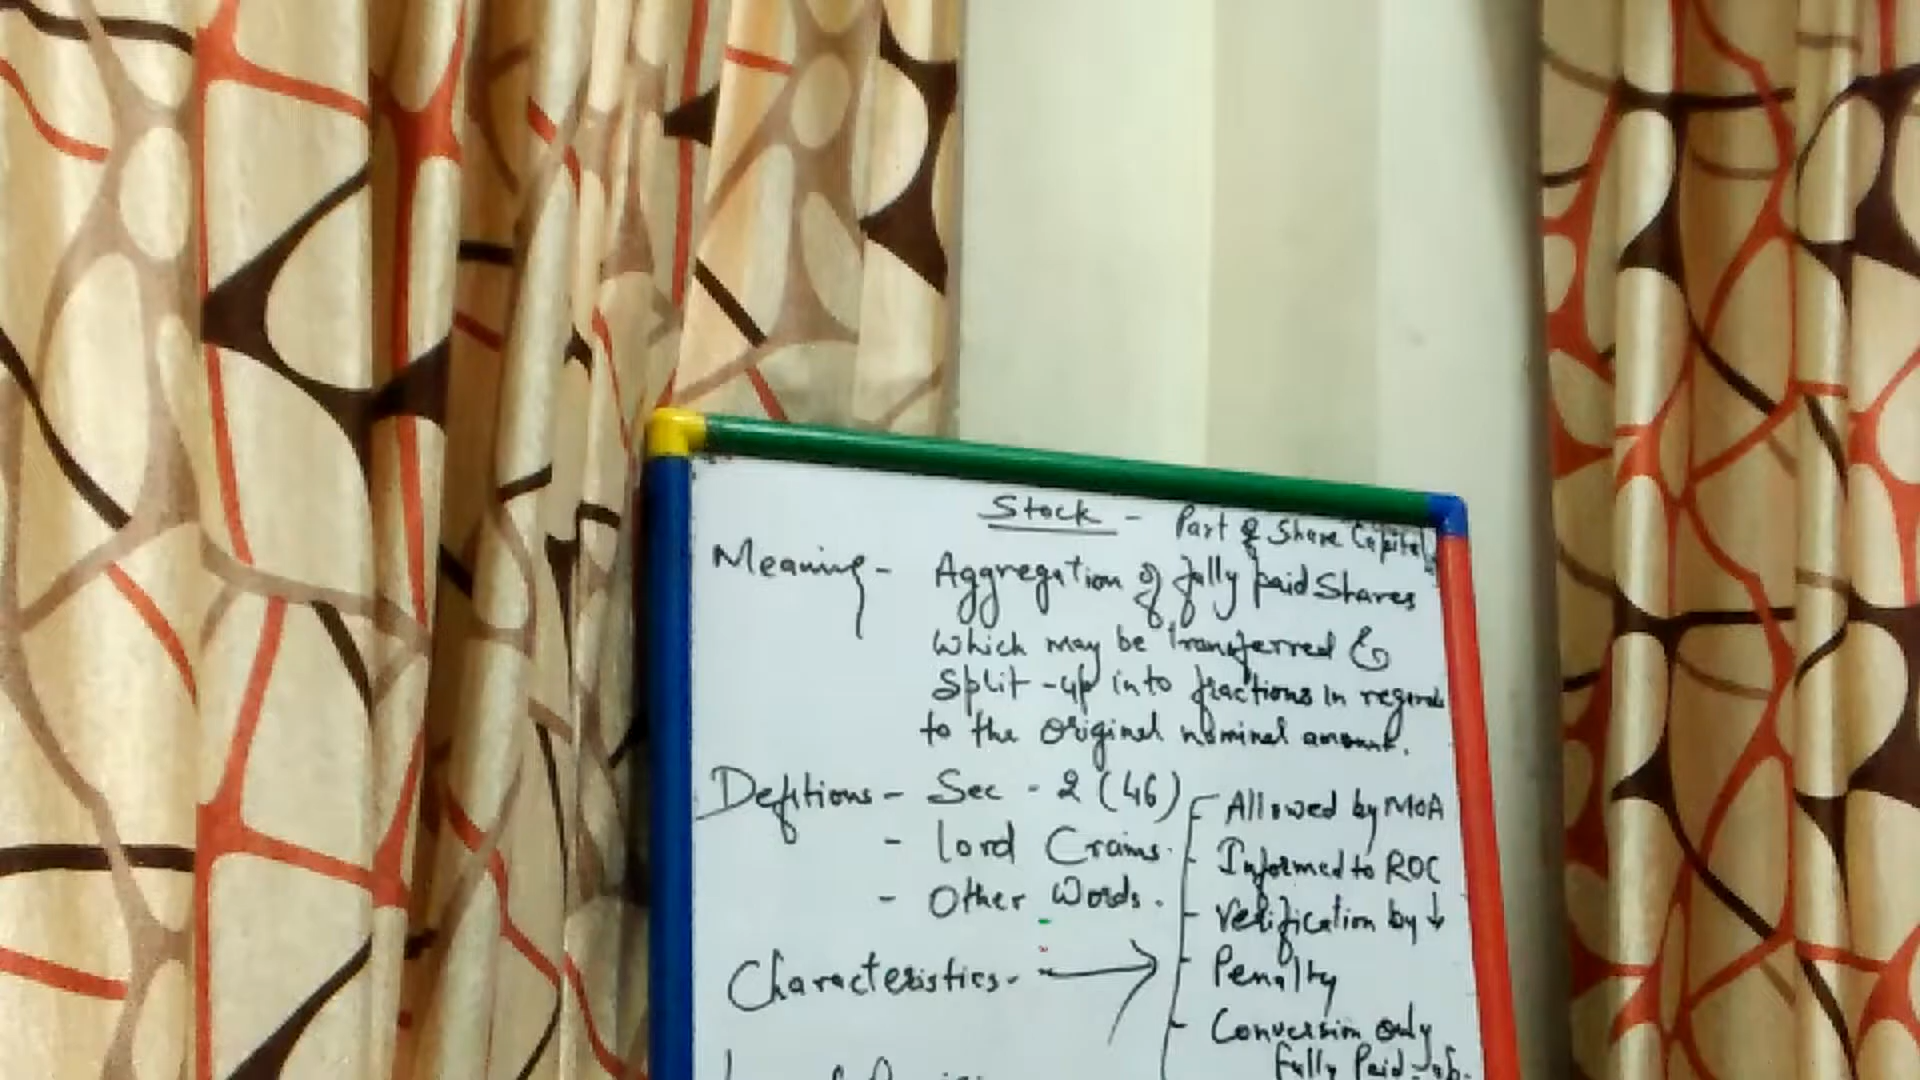 Stock - Part of Share Capital
Meaning - Aggregation of fully paid Shares
which may be transferred &
Split-up into fractions in regards
to the original nominal amount.
Defitions - Sec - 2 (46)
- lord Crains.
- Other Words.
Characteristics. →
- Allowed by MOA
- Informed to ROC
- Verification by ↓
- Penalty
- Conversion only
fully Paid-up.